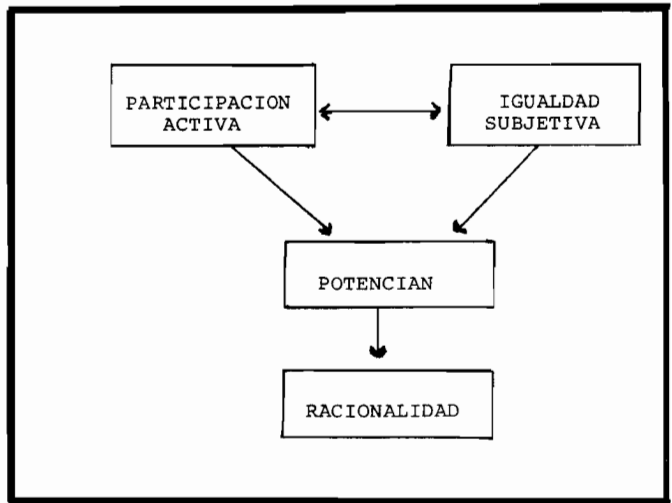 PARTICIPACION
ACTIVA
IGUALDAD
SUBJETIVA
POTENCIAN
RACIONALIDAD